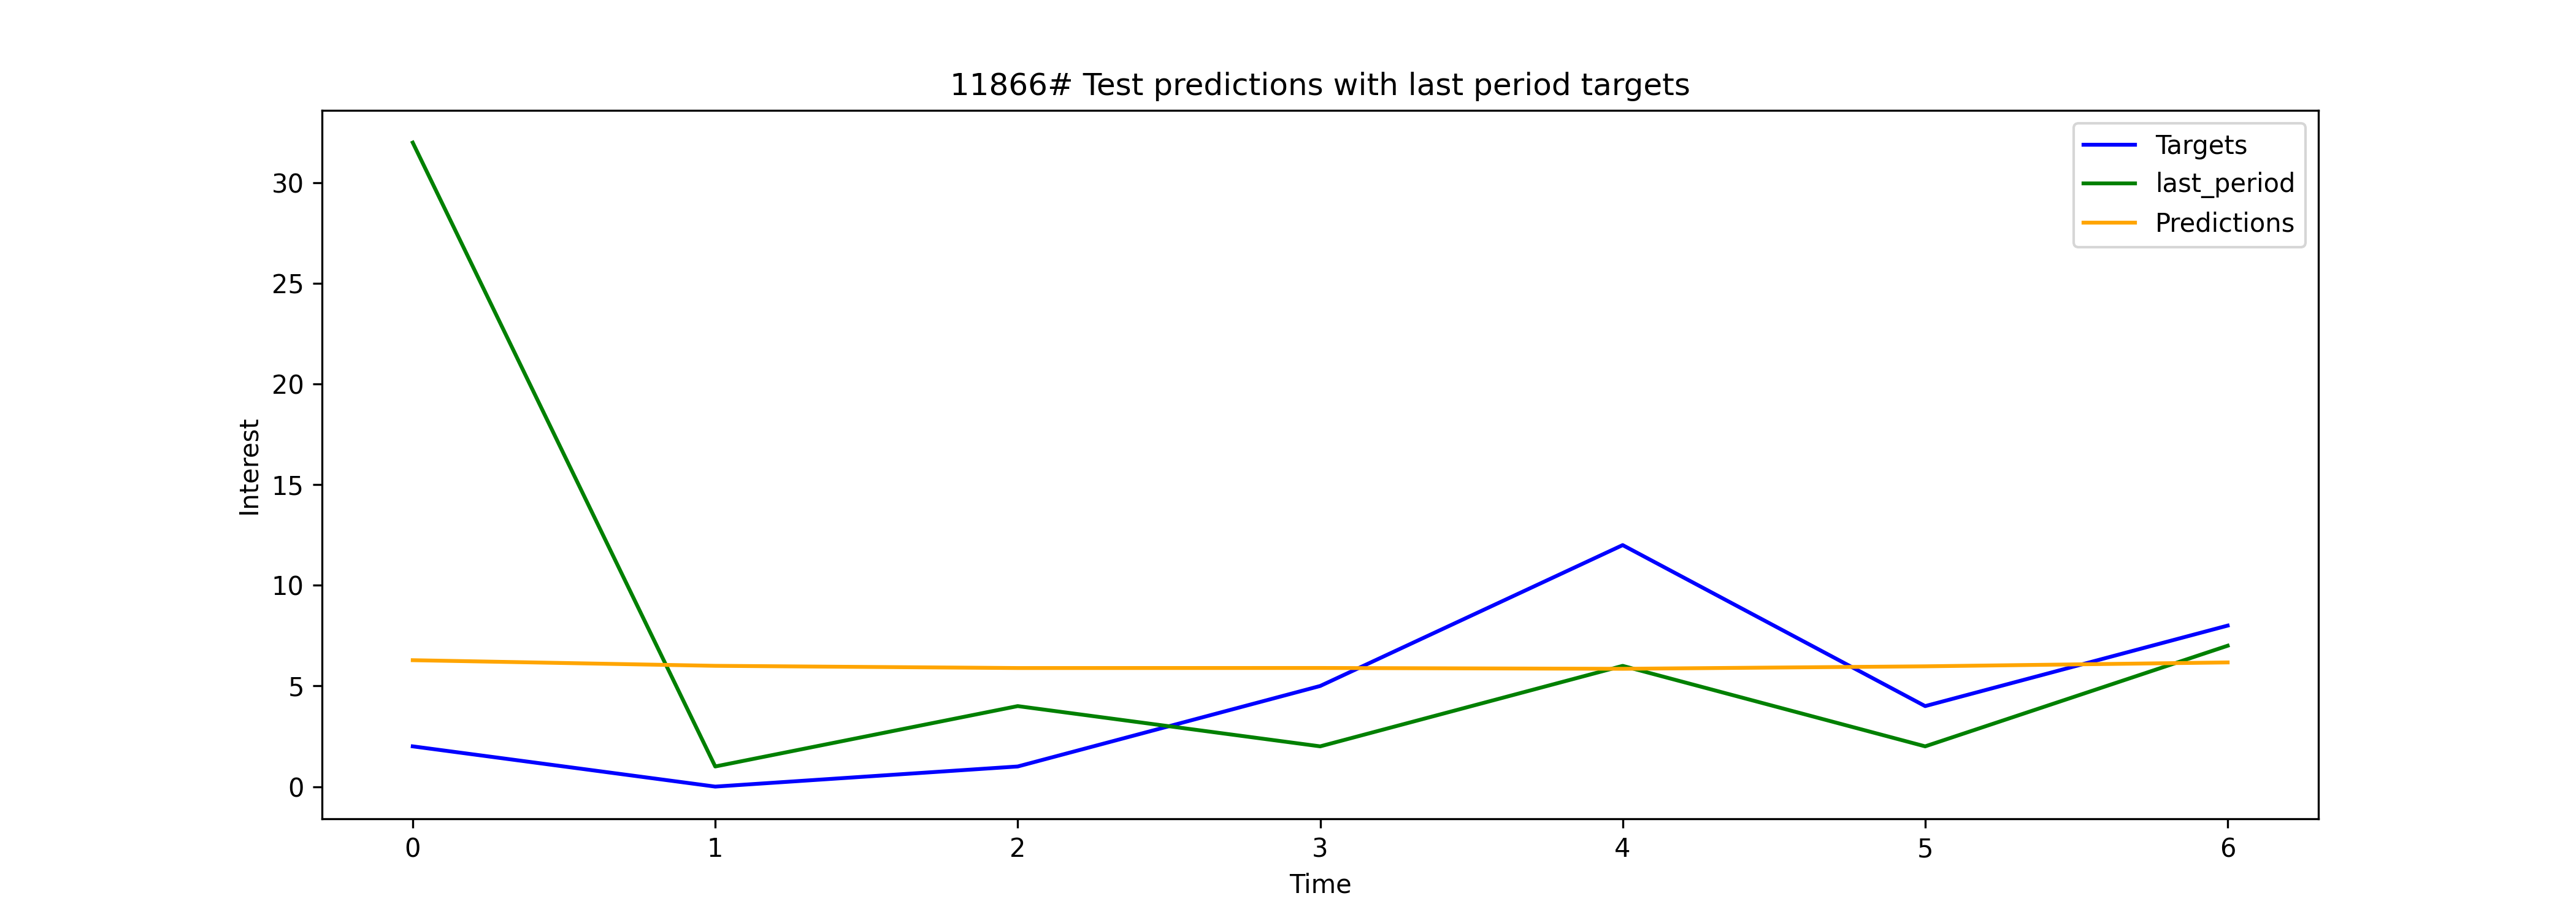 11866# Test predictions with last period targets
Targets
last_period
Predictions
Interest
30
25
20
15
10
5
0
0 1 2 3 4 5 6
Time